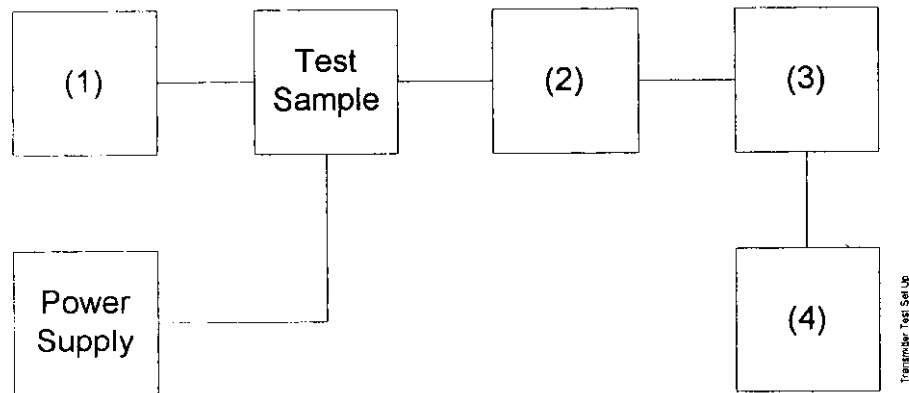 (1)
Test
Sample
(2)
(3)
Power
Supply
(4)
Transmitter Test Set Up